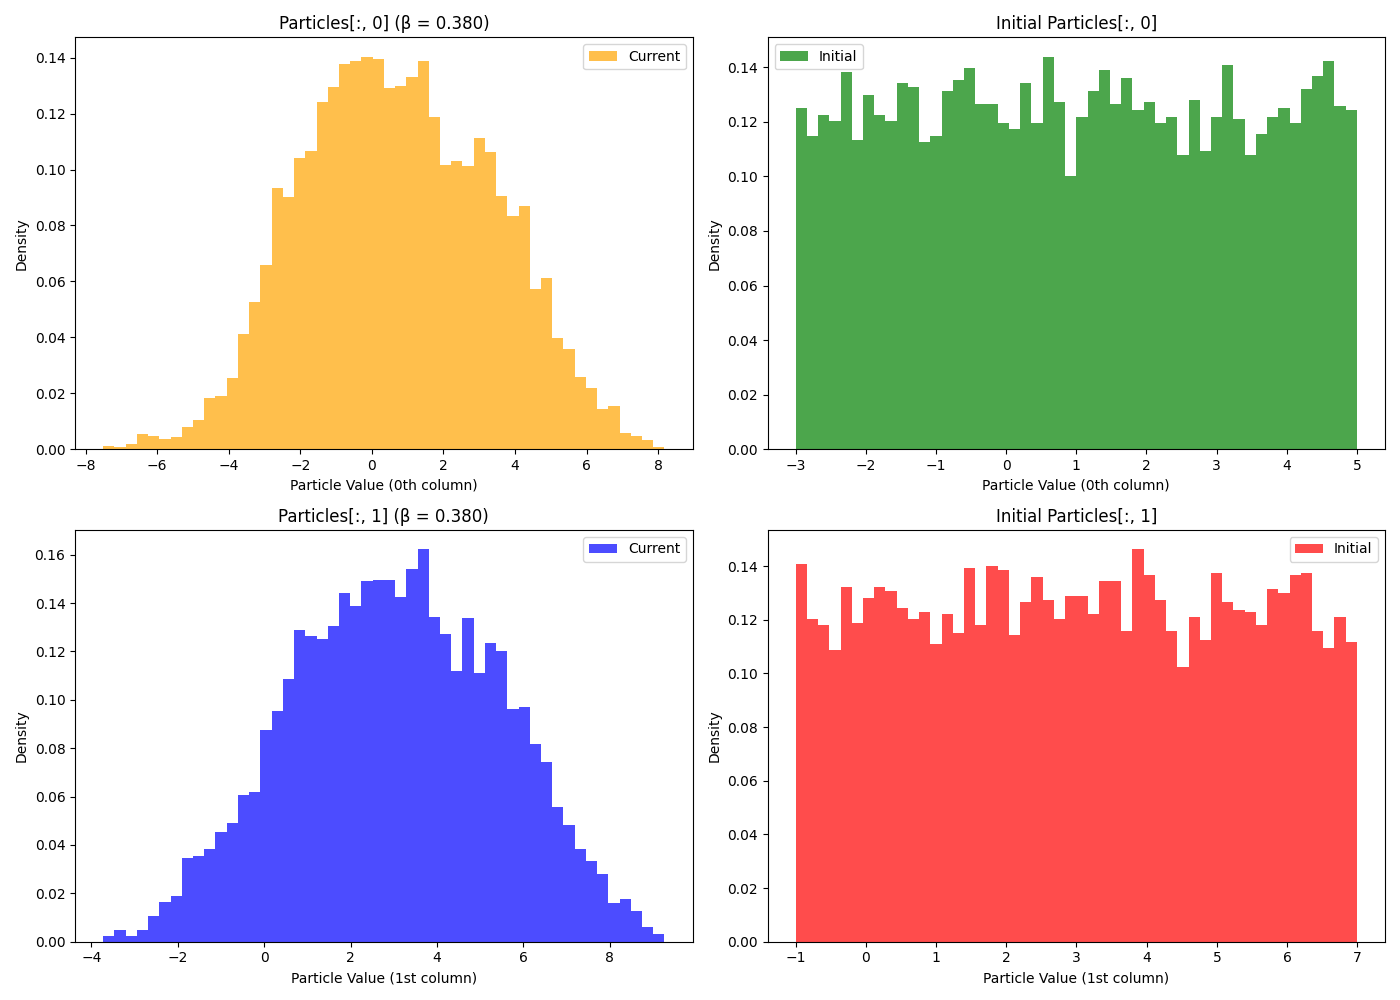 Particles[:, 0] (β = 0.380)
Current
Density
0.14
0.12
0.10
0.08
0.06
0.04
0.02
0.00
−8 −6 −4 −2 0 2 4 6 8
Particle Value (0th column)
Initial Particles[:, 0]
Initial
Density
0.14
0.12
0.10
0.08
0.06
0.04
0.02
0.00
−3 −2 −1 0 1 2 3 4 5
Particle Value (0th column)
Particles[:, 1] (β = 0.380)
Current
Density
0.16
0.14
0.12
0.10
0.08
0.06
0.04
0.02
0.00
−4 −2 0 2 4 6 8
Particle Value (1st column)
Initial Particles[:, 1]
Initial
Density
0.14
0.12
0.10
0.08
0.06
0.04
0.02
0.00
−1 0 1 2 3 4 5 6 7
Particle Value (1st column)